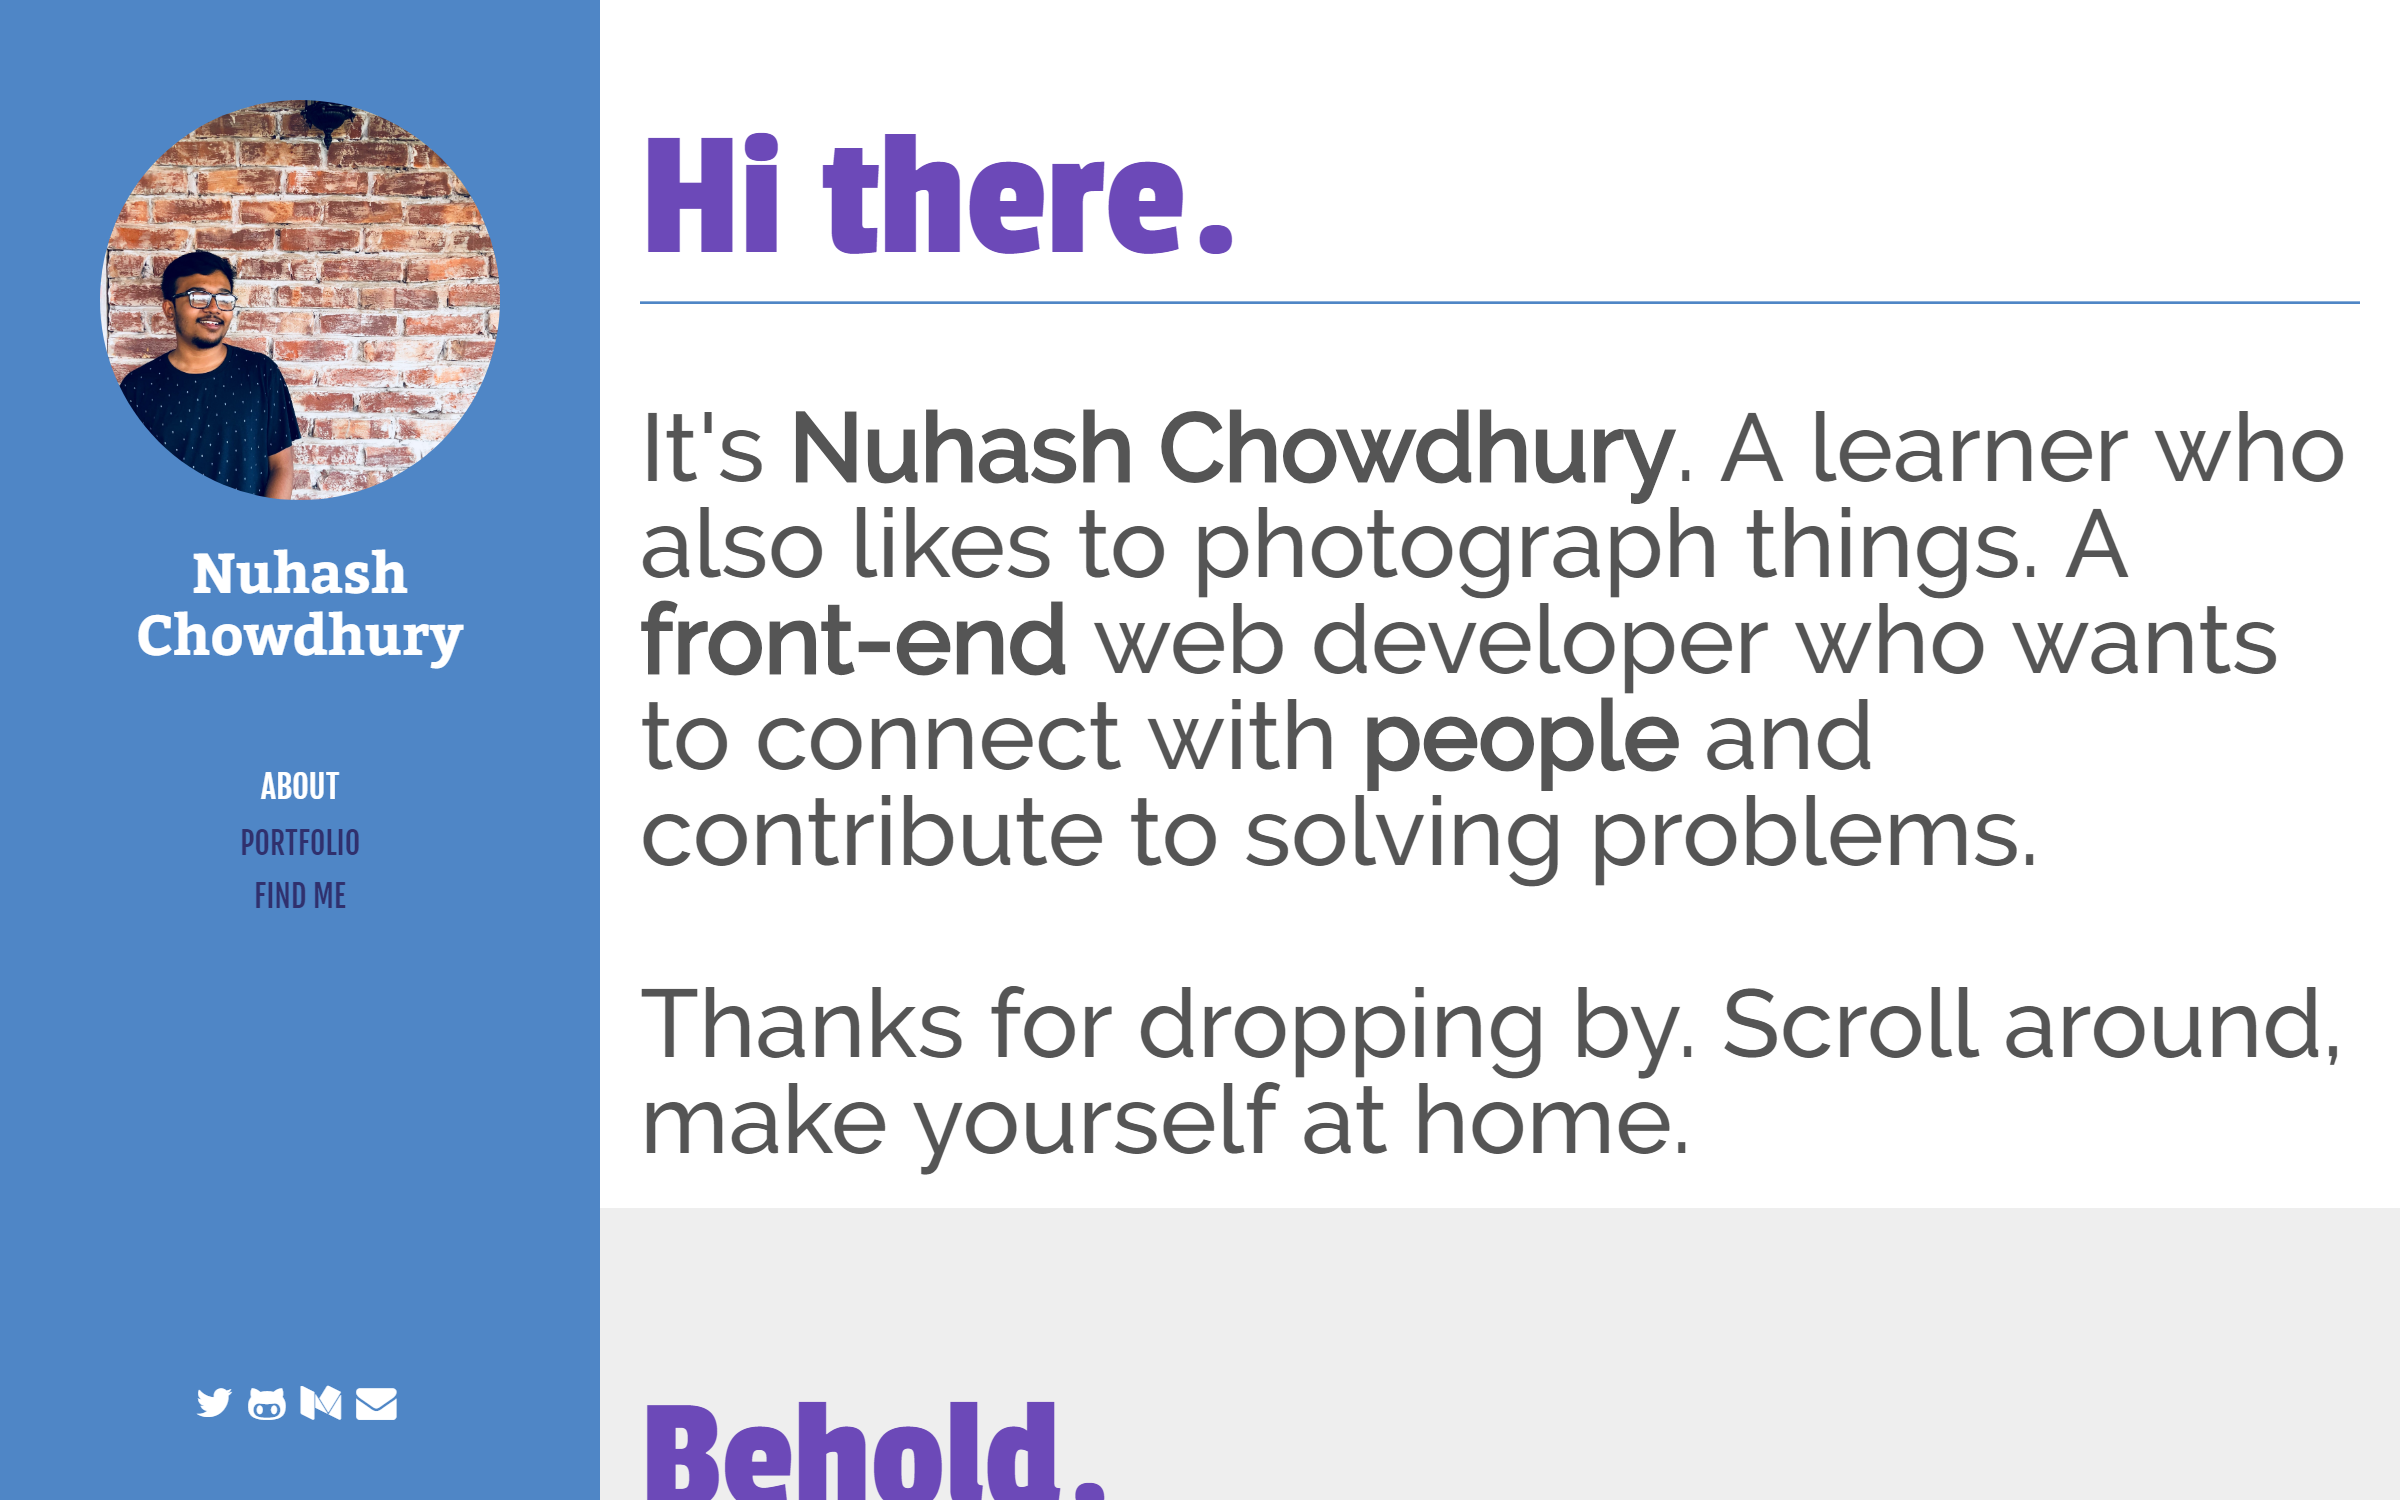 Nuhash
Chowdhury
ABOUT
PORTFOLIO
FIND ME
Hi there.
It's Nuhash Chowdhury. A learner who
also likes to photograph things. A
front-end web developer who wants
to connect with people and
contribute to solving problems.
Thanks for dropping by. Scroll around,
make yourself at home.
Behold.